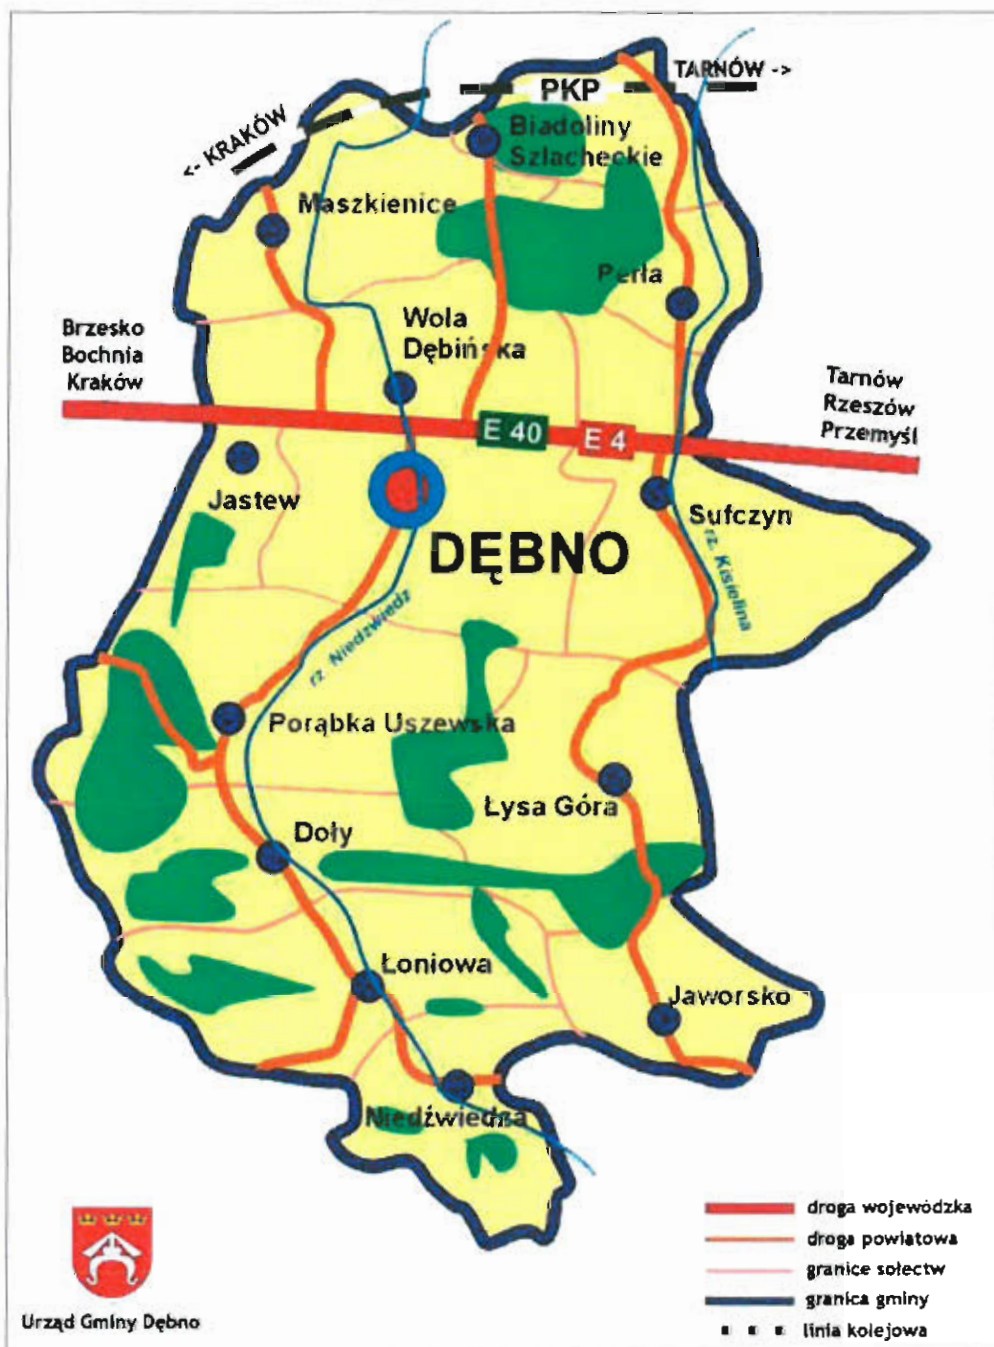 TARNÓW ->
PKP
<- KRAKÓW
Biadoliny
Szlacheckie
Maszkienice
Perła
Wola
Dębińska
Brzesko
Bochnia
Kraków
Tarnów
Rzeszów
Przemyśl
E 40
E 4
Jastew
Sufczyn
DĘBNO
rz. Kisielina
rz. Niedźwiedz
Porąbka Uszewska
Łysa Góra
Doły
Łoniowa
Jaworsko
Niedźwiedza
droga wojewódzka
droga powiatowa
granice sołectw
granica gminy
linia kolejowa
Urząd Gminy Dębno